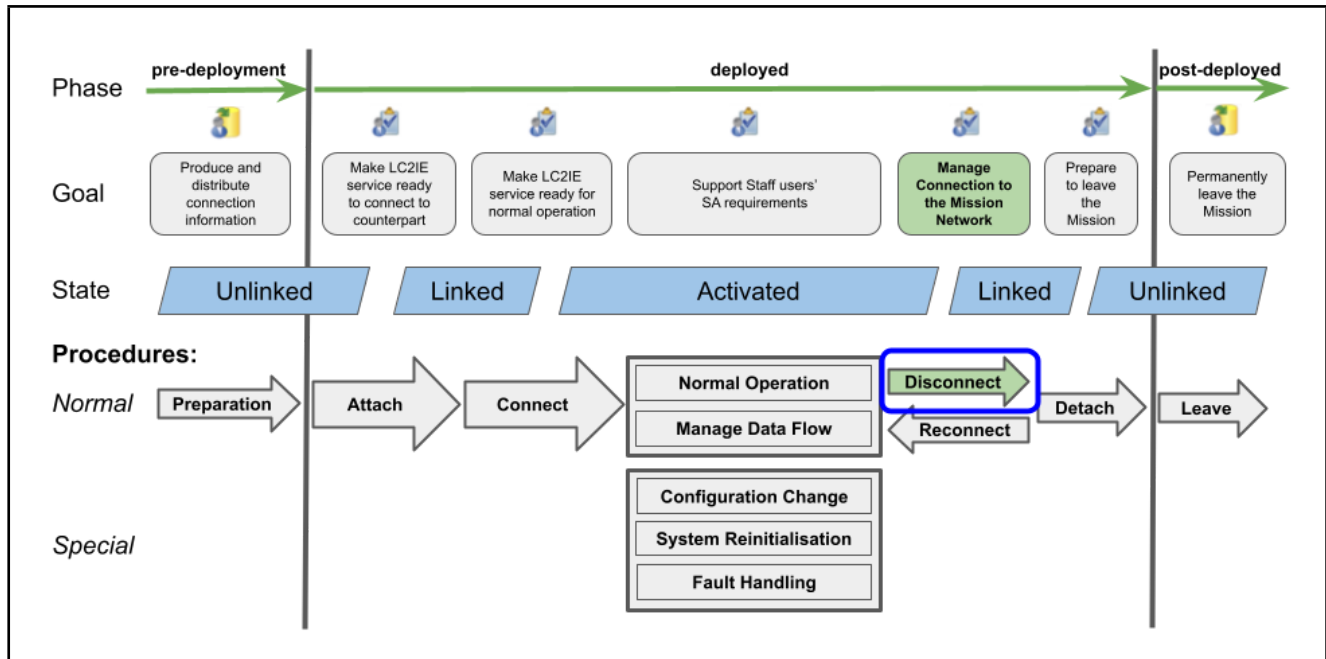 Phase
pre-deployment
deployed
post-deployed
Goal
Produce and
distribute
connection
information
Make LC2IE
service ready
to connect to
counterpart
Make LC2IE
service ready for
normal operation
Support Staff users'
SA requirements
Manage
Connection to
the Mission
Network
Prepare
to leave
the
Mission
Permanently
leave the
Mission
State
Unlinked
Linked
Activated
Linked
Unlinked
Procedures:
Normal
Preparation
Attach
Connect
Normal Operation
Manage Data Flow
Disconnect
Reconnect
Detach
Leave
Special
Configuration Change
System Reinitialisation
Fault Handling